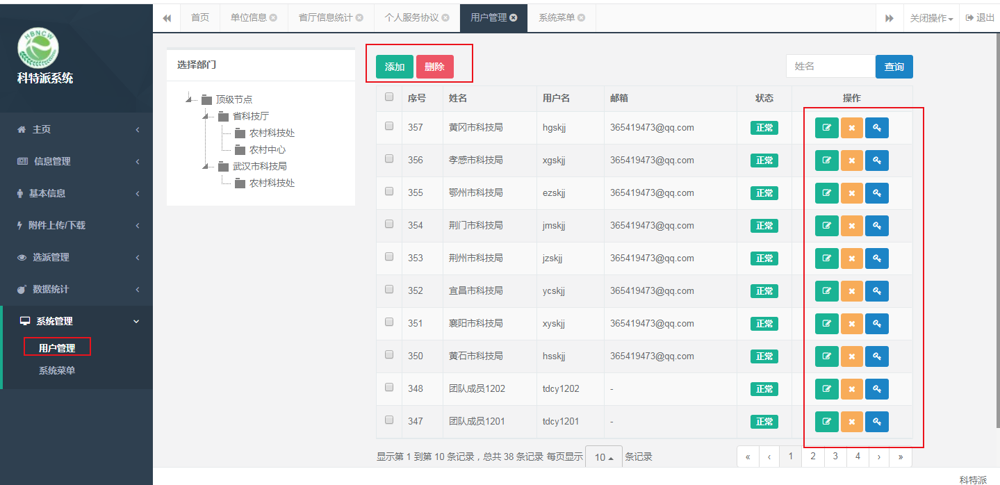 HBNCW
科特派系统
主页
信息管理
基本信息
附件上传/下载
选派管理
数据统计
系统管理
用户管理
系统菜单
首页 单位信息 省厅信息统计 个人服务协议 用户管理 系统菜单 关闭操作 退出
选择部门
顶级节点
省科技厅
农村科技处
农村中心
武汉市科技局
农村科技处
添加 删除 姓名 查询
序号 姓名 用户名 邮箱 状态 操作
357 黄冈市科技局 hgskjj 365419473@qq.com 正常
356 孝感市科技局 xgskjj 365419473@qq.com 正常
355 鄂州市科技局 ezskjj 365419473@qq.com 正常
354 荆门市科技局 jmskjj 365419473@qq.com 正常
353 荆州市科技局 jzskjj 365419473@qq.com 正常
352 宜昌市科技局 ycskjj 365419473@qq.com 正常
351 襄阳市科技局 xyskjj 365419473@qq.com 正常
350 黄石市科技局 hsskjj 365419473@qq.com 正常
348 团队成员1202 tdcy1202 - 正常
347 团队成员1201 tdcy1201 - 正常
显示第 1 到第 10 条记录，总共 38 条记录 每页显示 10 条记录 « ‹ 1 2 3 4 › »
科特派